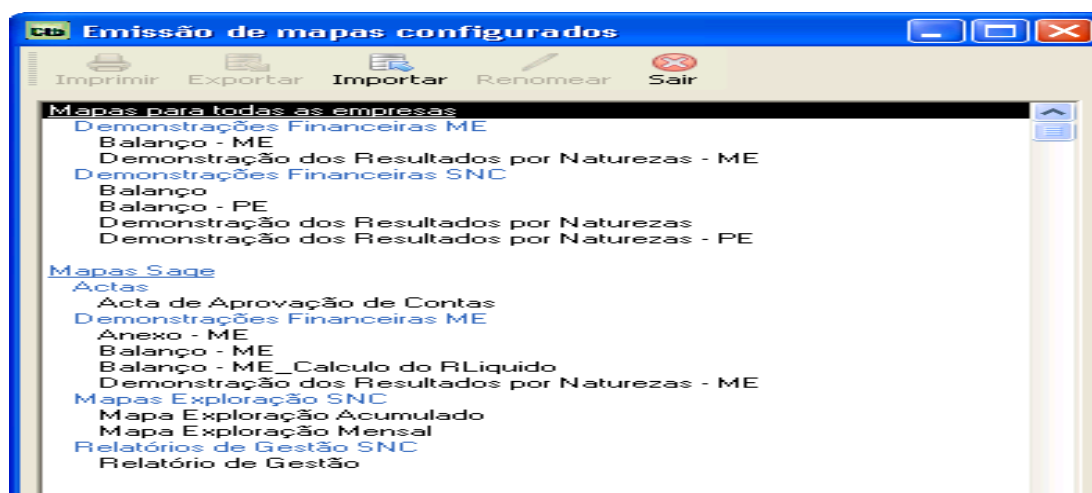 Ctb Emissão de mapas configurados
Imprimir Exportar Importar Renomear Sair
Mapas para todas as empresas
Demonstrações Financeiras ME
Balanço - ME
Demonstração dos Resultados por Naturezas - ME
Demonstrações Financeiras SNC
Balanço
Balanço - PE
Demonstração dos Resultados por Naturezas
Demonstração dos Resultados por Naturezas - PE
Mapas Sage
Actas
Acta de Aprovação de Contas
Demonstrações Financeiras ME
Anexo - ME
Balanço - ME
Balanço - ME_Calculo do RLiquido
Demonstração dos Resultados por Naturezas - ME
Mapas Exploração SNC
Mapa Exploração Acumulado
Mapa Exploração Mensal
Relatórios de Gestão SNC
Relatório de Gestão